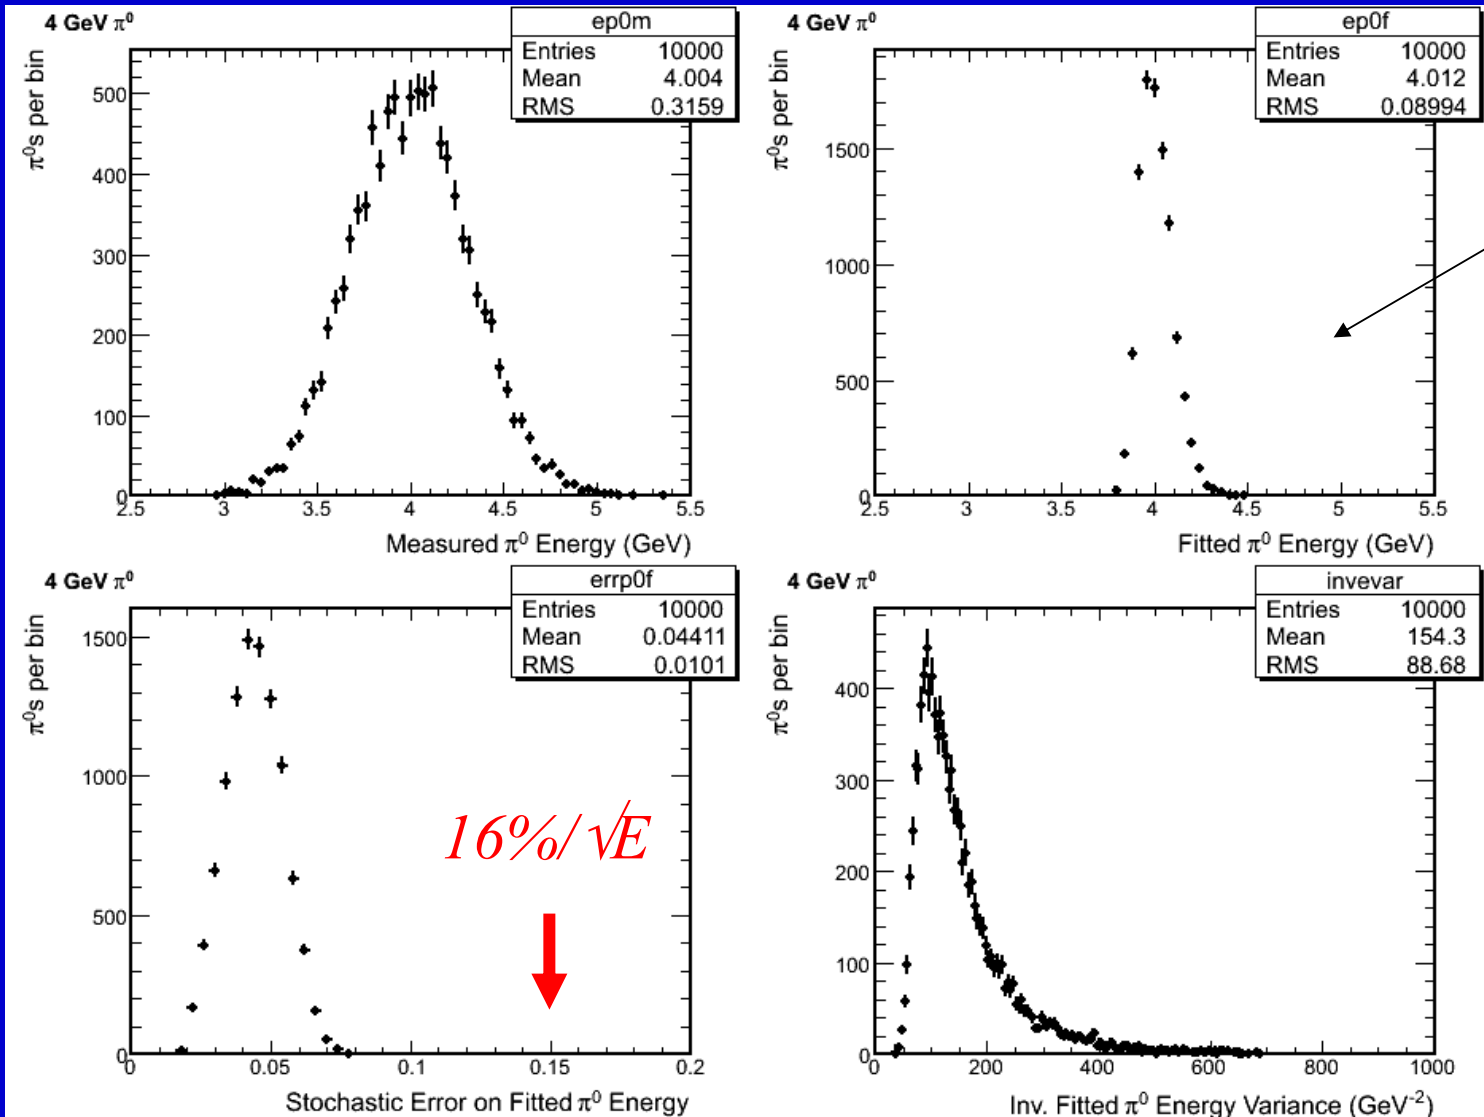 4 GeV π⁰
ep0m
Entries 10000
Mean 4.004
RMS 0.3159
π⁰s per bin
500
400
300
200
100
0
2.5 3 3.5 4 4.5 5 5.5
Measured π⁰ Energy (GeV)
4 GeV π⁰
ep0f
Entries 10000
Mean 4.012
RMS 0.08994
π⁰s per bin
1500
1000
500
0
2.5 3 3.5 4 4.5 5 5.5
Fitted π⁰ Energy (GeV)
4 GeV π⁰
errp0f
Entries 10000
Mean 0.04411
RMS 0.0101
π⁰s per bin
1500
1000
500
0
16%/√E
0 0.05 0.1 0.15 0.2
Stochastic Error on Fitted π⁰ Energy
4 GeV π⁰
invevar
Entries 10000
Mean 154.3
RMS 88.68
π⁰s per bin
400
300
200
100
0
0 200 400 600 800 1000
Inv. Fitted π⁰ Energy Variance (GeV⁻²)